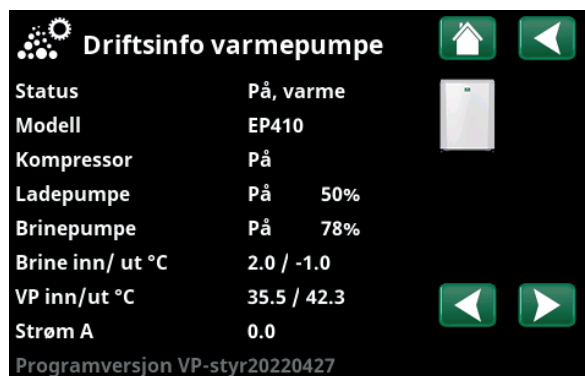 Driftsinfo varmepumpe
Status På, varme
Modell EP410
Kompressor På
Ladepumpe På 50%
Brinepumpe På 78%
Brine inn/ ut °C 2.0 / -1.0
VP inn/ut °C 35.5 / 42.3
Strøm A 0.0
Programversjon VP-styr20220427